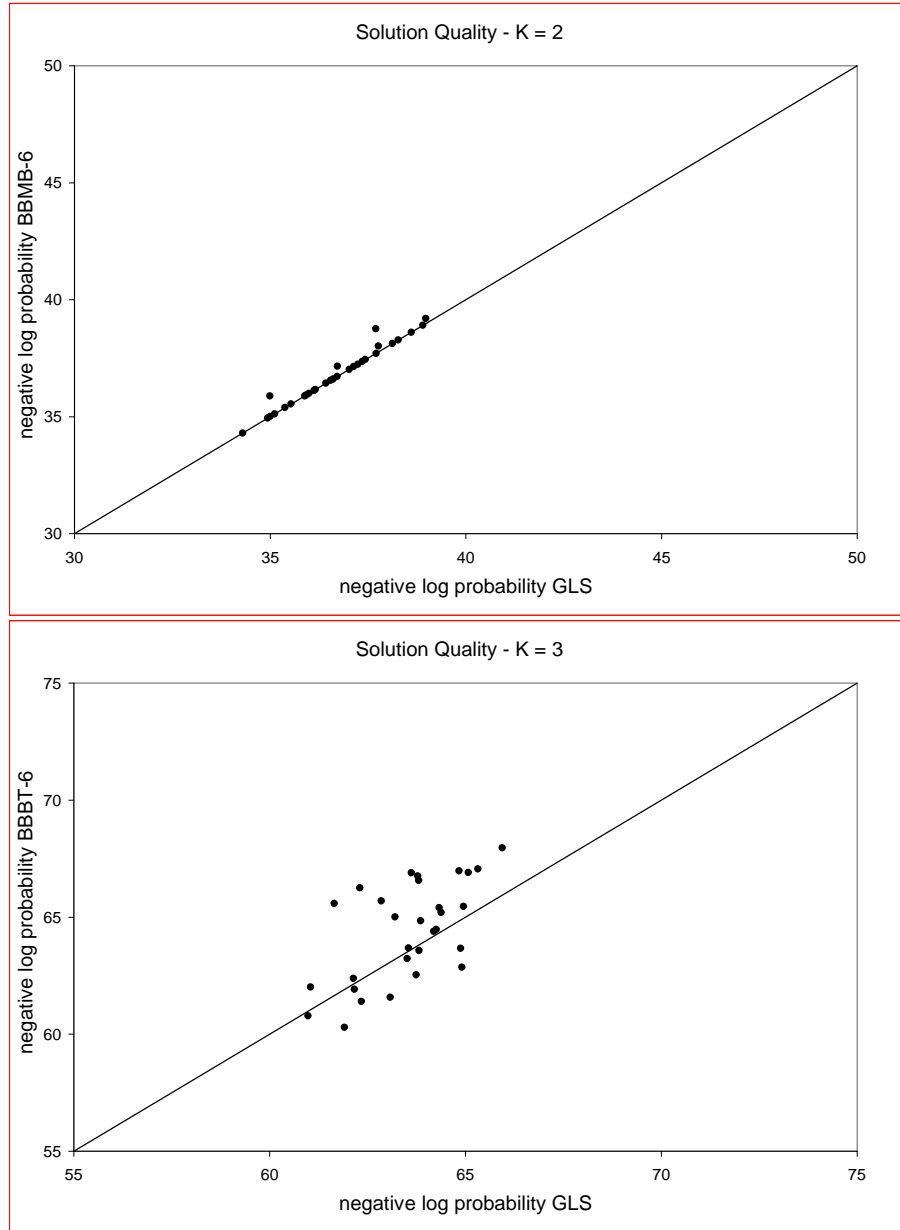 Solution Quality - K = 2
50
45
40
35
30
30 35 40 45 50
negative log probability BBMB-6
negative log probability GLS
Solution Quality - K = 3
75
70
65
60
55
55 60 65 70 75
negative log probability BBBT-6
negative log probability GLS